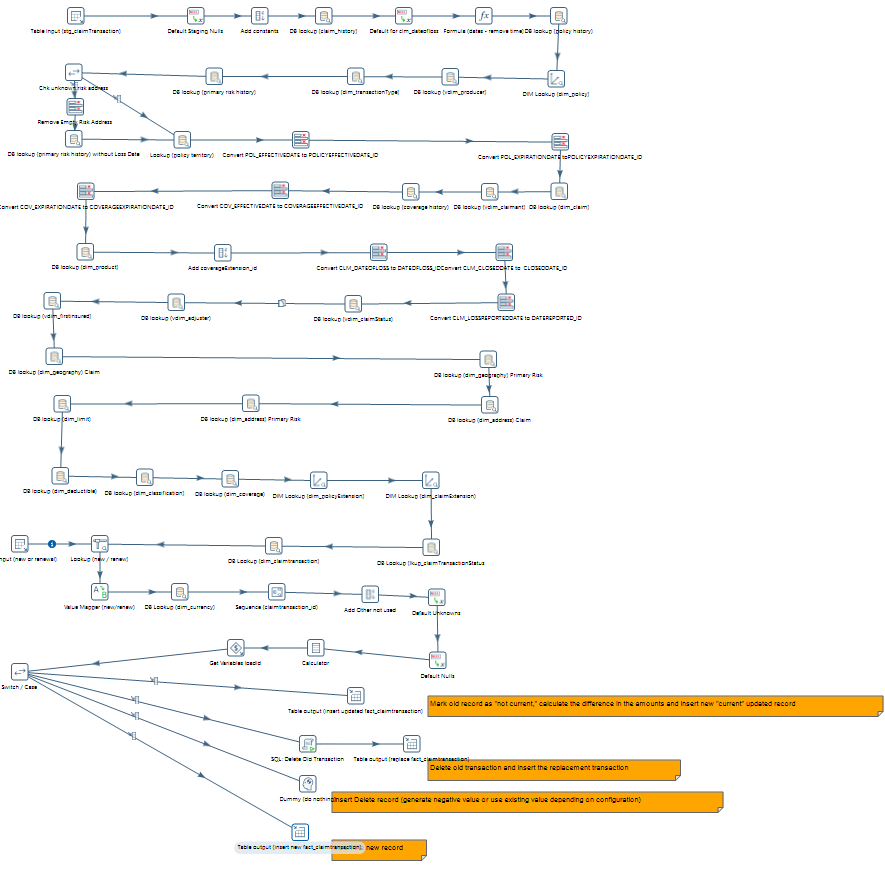 Table input (stg_claimTransaction)
Default Staging Nulls
Add constants
DB lookup (claim_history)
Default for clm_dateofloss
Formula (dates - remove time)
DB lookup (policy history)
Chk unknown risk address
DB lookup (primary risk history)
DB lookup (dim_transactionType)
DB lookup (vdim_producer)
DIM Lookup (dim_policy)
Remove Empty Risk Address
DB lookup (primary risk history) without Loss Date
Lookup (policy territory)
Convert POL_EFFECTIVEDATE to POLICYEFFECTIVEDATE_ID
Convert POL_EXPIRATIONDATE toPOLICYEXPIRATIONDATE_ID
Convert COV_EXPIRATIONDATE to COVERAGEEXPIRATIONDATE_ID
Convert COV_EFFECTIVEDATE to COVERAGEEFFECTIVEDATE_ID
DB lookup (coverage history)
DB lookup (vdim_claimant)
DB lookup (dim_claim)
DB lookup (dim_product)
Add coverageExtension_id
Convert CLM_DATEOFLOSS to DATEOFLOSS_ID
Convert CLM_CLOSEDDATE to CLOSEDDATE_ID
DB lookup (vdim_firstinsured)
DB lookup (vdim_adjuster)
DB lookup (vdim_claimStatus)
Convert CLM_LOSSREPORTEDDATE to DATEREPORTED_ID
DB lookup (dim_geography) Claim
DB lookup (dim_geography) Primary Risk
DB lookup (dim_limit)
DB lookup (dim_address) Primary Risk
DB lookup (dim_address) Claim
DB lookup (dim_deductible)
DB lookup (dim_classification)
DB lookup (dim_coverage)
DIM Lookup (dim_policyExtension)
DIM Lookup (dim_claimExtension)
nput (new or renewal)
Lookup (new / renew)
DB Lookup (dim_claimtransaction)
DB Lookup (lkup_claimTransactionStatus
Value Mapper (new/renew)
DB Lookup (dim_currency)
Sequence (claimtransaction_id)
Add Other not used
Default Unknowns
Get Variables loadid
Calculator
Default Nulls
Switch / Case
Table output (insert updated fact_claimtransaction)
Mark old record as "not current," calculate the difference in the amounts and insert new "current" updated record
SQL: Delete Old Transaction
Table output (replace fact_claimtransaction)
Delete old transaction and insert the replacement transaction
Dummy (do nothing
Insert Delete record (generate negative value or use existing value depending on configuration)
Table output (insert new fact_claimtransaction)
new record